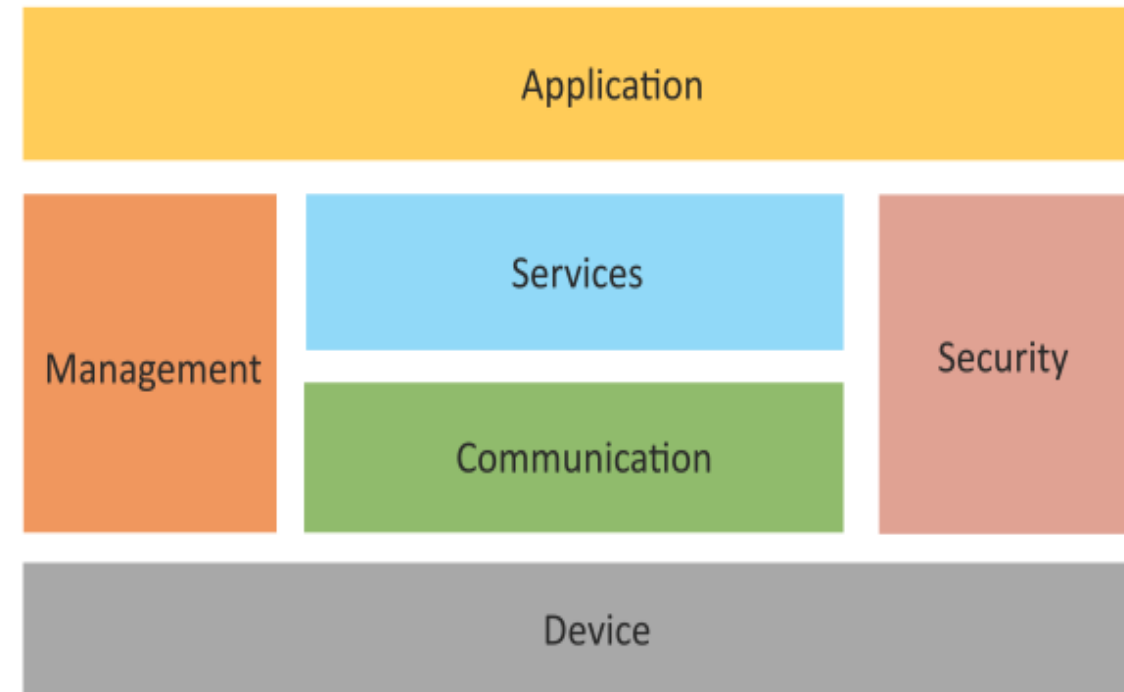 Application
Services
Management
Security
Communication
Device